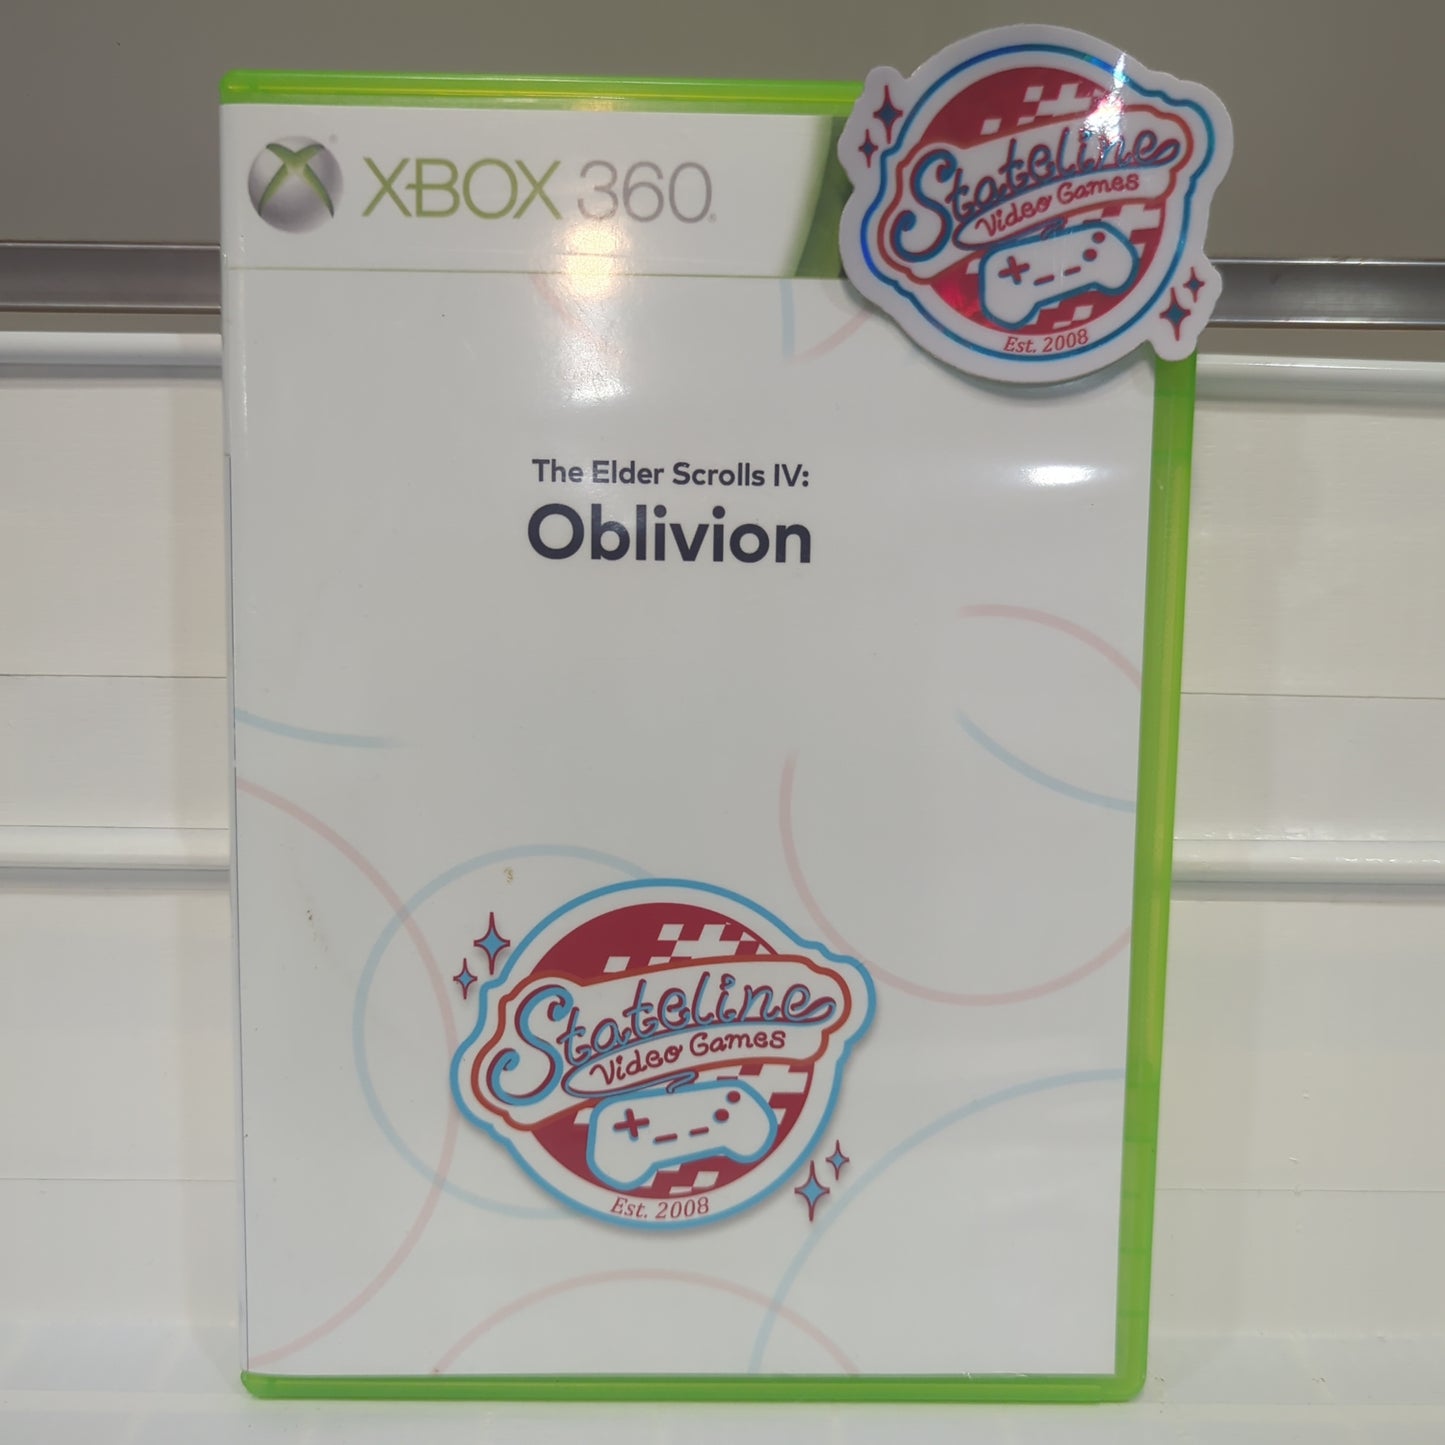 XBOX 360
Stateline
Video Games
Est. 2008
The Elder Scrolls IV:
Oblivion
Stateline
Video Games
Est. 2008